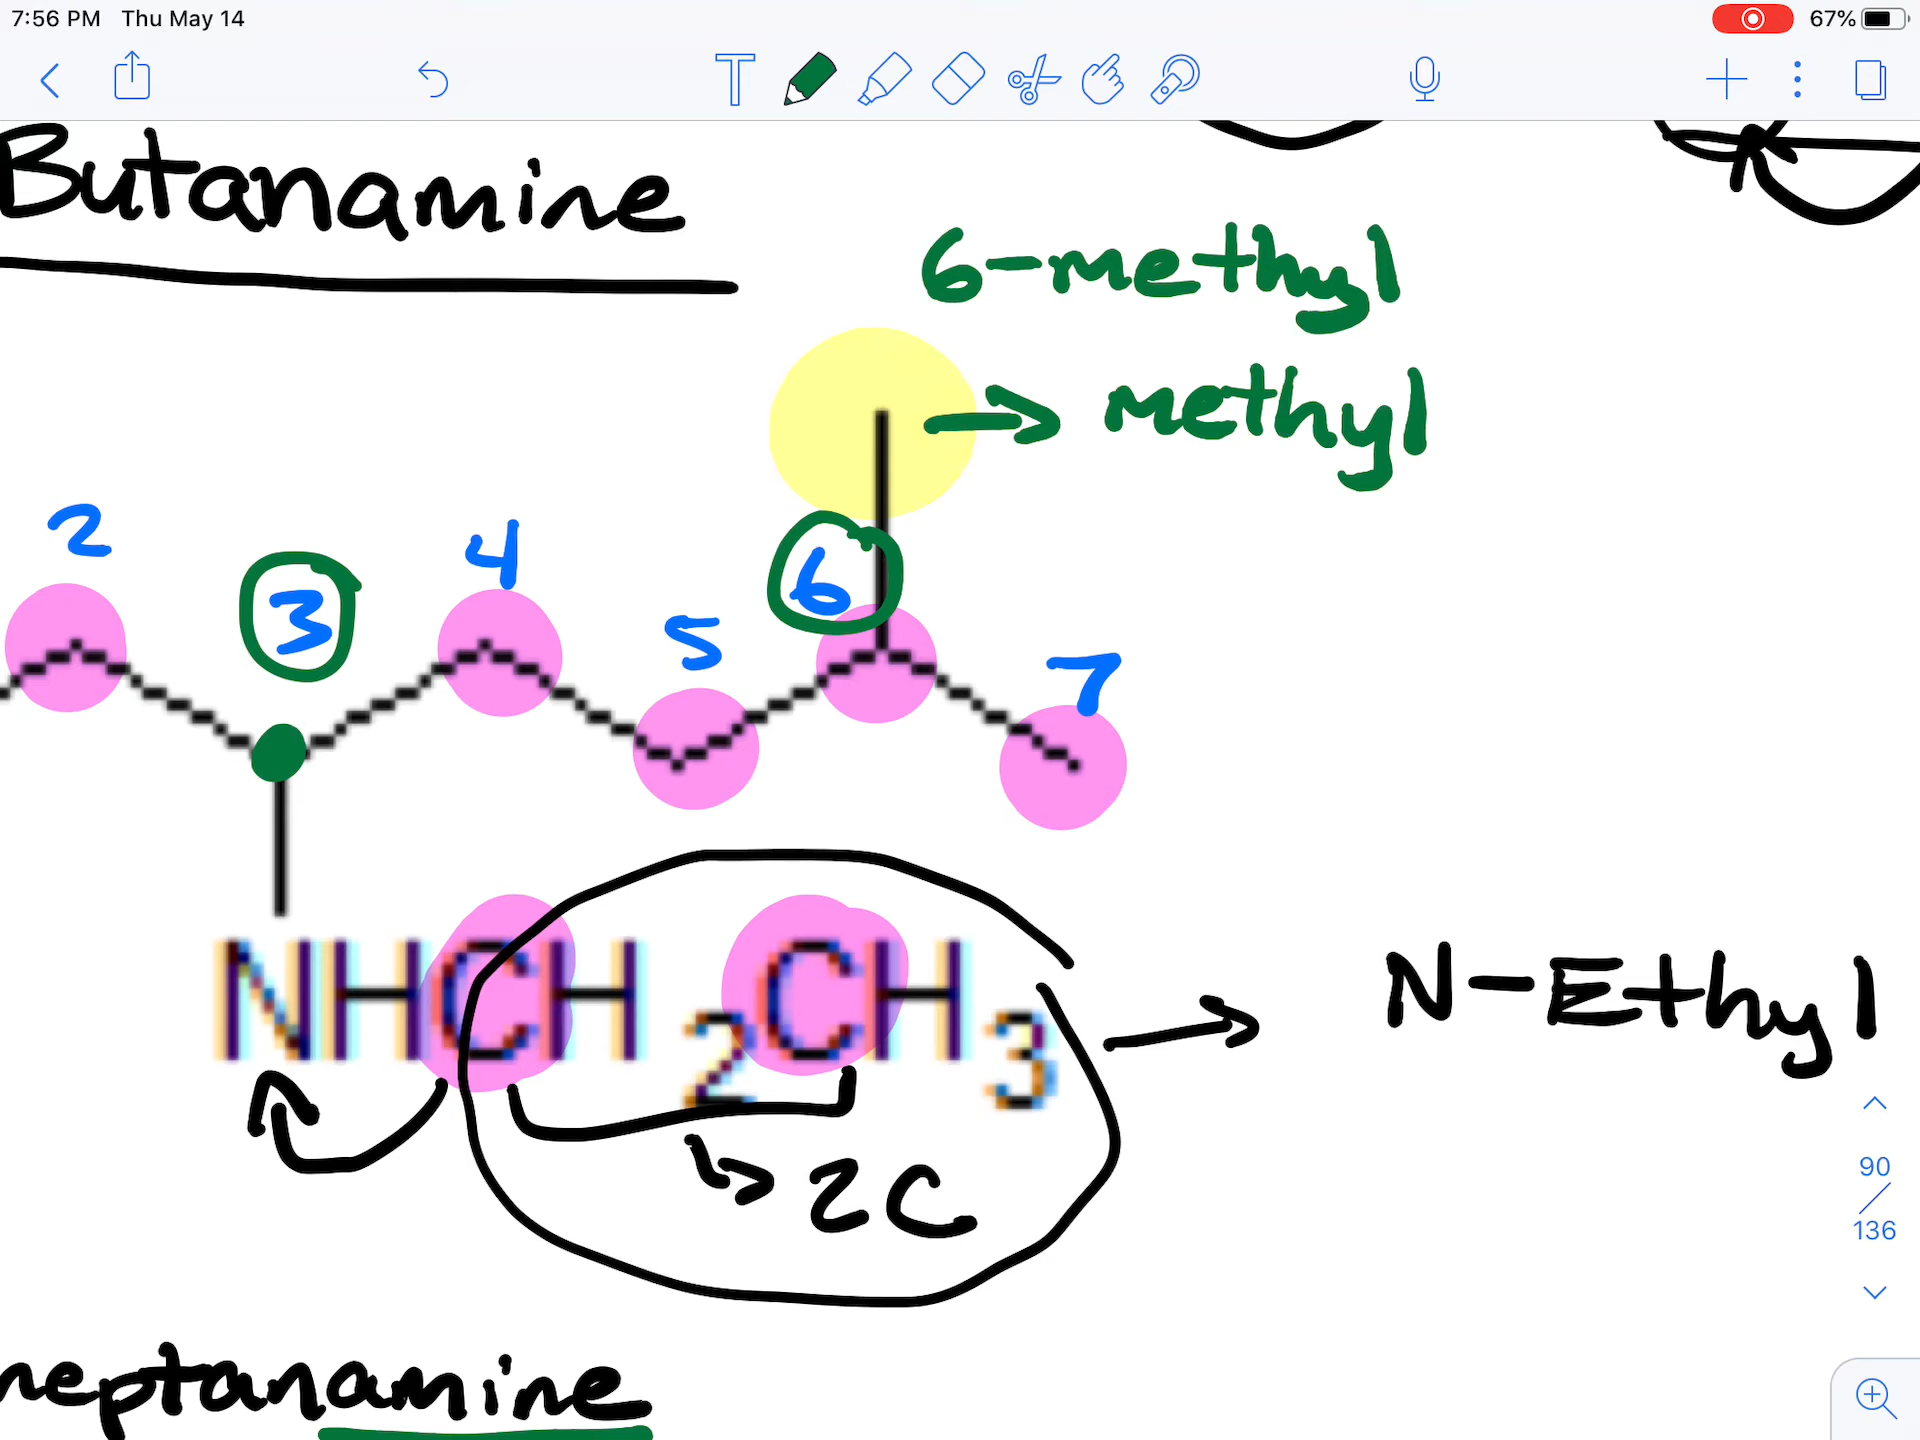 7:56 PM Thu May 14
67%
Butanamine
6-methyl
methyl
2
3
4
5
6
7
NHCH2CH3
N-Ethyl
2C
90
136
heptanamine